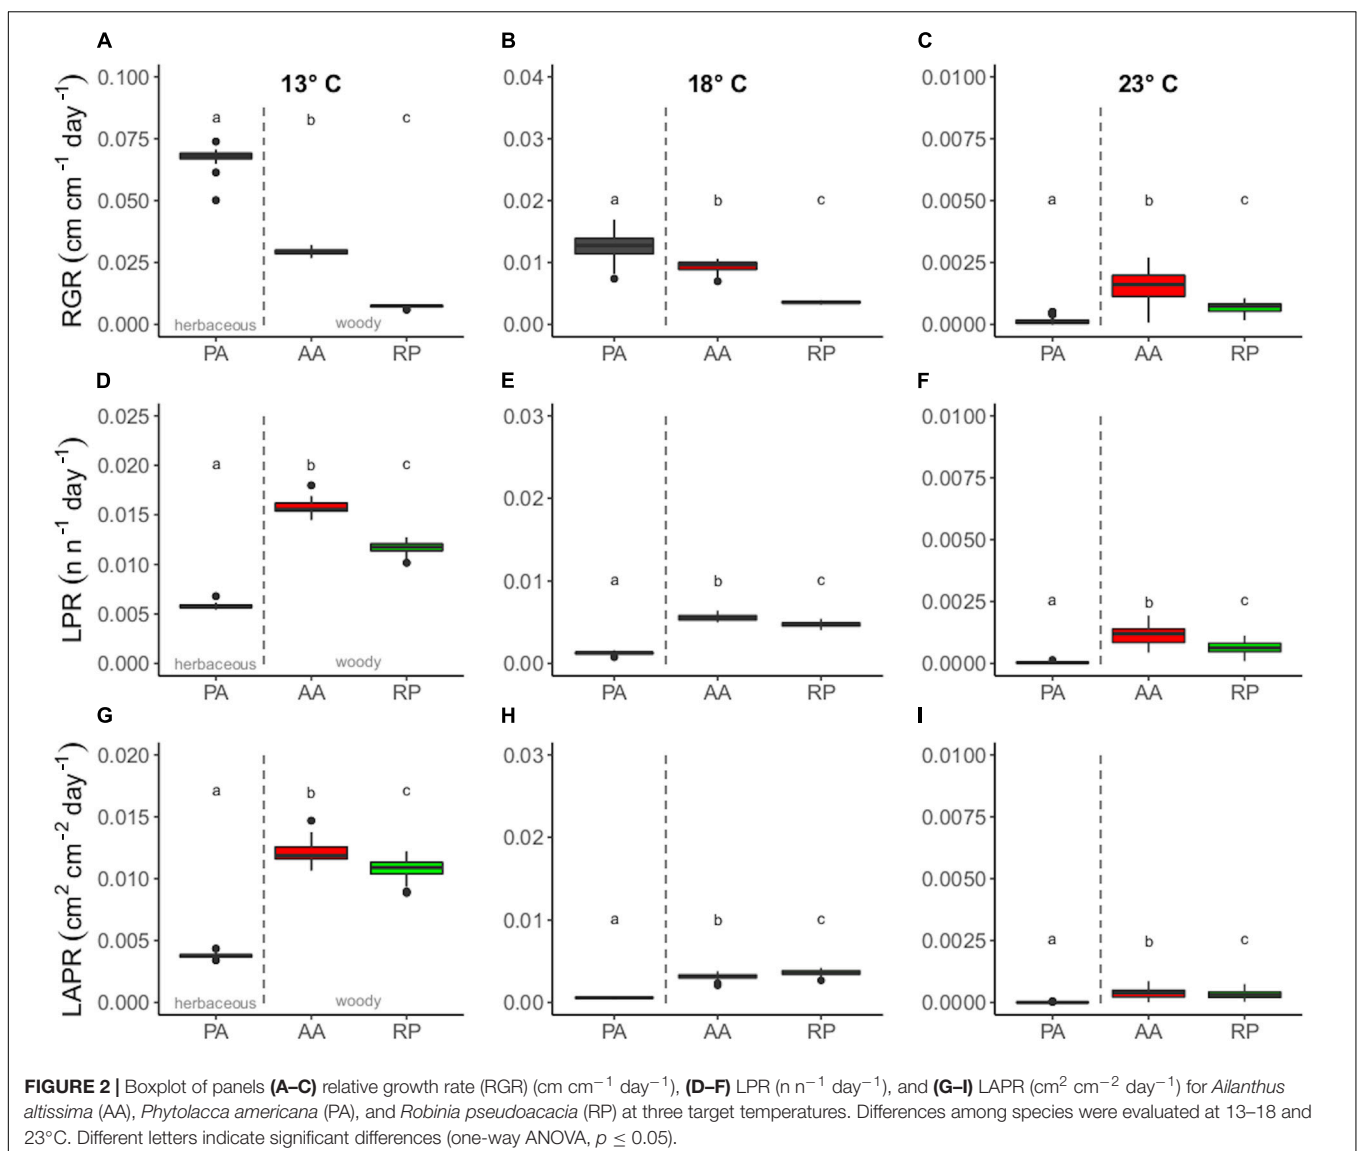 A B C
13° C 18° C 23° C
RGR (cm cm⁻¹ day⁻¹)
0.100 0.04 0.0100
a b c
0.075 0.03 0.0075
0.050 0.02 a b c 0.0050 a b c
0.025 0.01 0.0025
0.000 herbaceous woody 0.00 0.0000
PA AA RP PA AA RP PA AA RP
D E F
LPR (n n⁻¹ day⁻¹)
0.025 0.03 0.0100
0.020 a b c
0.02 0.0075
0.015
0.010 0.01 a b c 0.0050
0.005 0.0025 a b c
0.000 herbaceous woody 0.00 0.0000
PA AA RP PA AA RP PA AA RP
G H I
LAPR (cm² cm⁻² day⁻¹)
0.020 0.03 0.0100
a b c
0.015 0.02 0.0075
0.010 0.01 a b c 0.0050
0.005 0.0025 a b c
0.000 herbaceous woody 0.00 0.0000
PA AA RP PA AA RP PA AA RP
FIGURE 2 | Boxplot of panels (A–C) relative growth rate (RGR) (cm cm⁻¹ day⁻¹), (D–F) LPR (n n⁻¹ day⁻¹), and (G–I) LAPR (cm² cm⁻² day⁻¹) for Ailanthus
altissima (AA), Phytolacca americana (PA), and Robinia pseudoacacia (RP) at three target temperatures. Differences among species were evaluated at 13–18 and
23°C. Different letters indicate significant differences (one-way ANOVA, p ≤ 0.05).